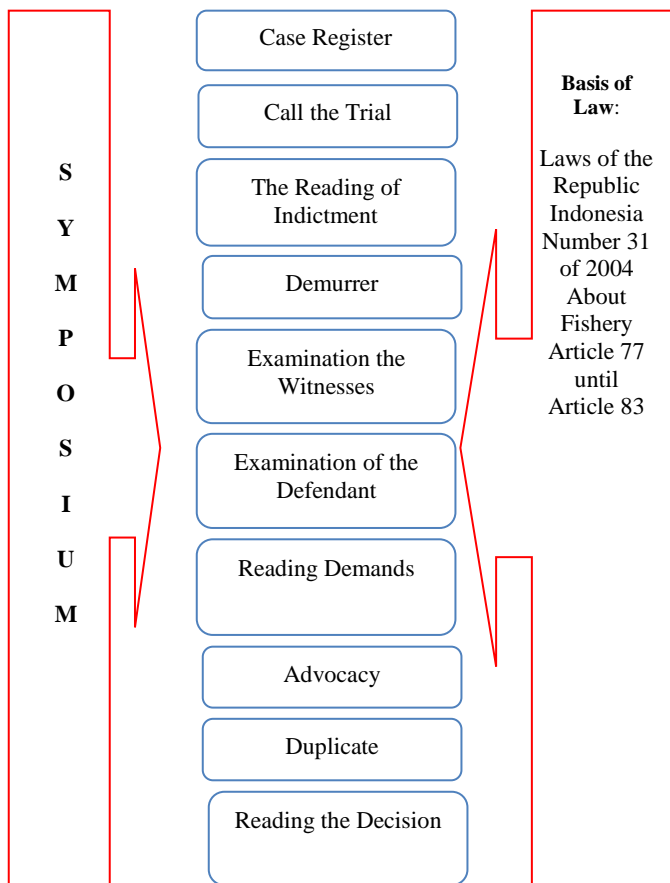 S
Y
M
P
O
S
I
U
M
Case Register
Call the Trial
The Reading of
Indictment
Demurrer
Examination the
Witnesses
Examination of the
Defendant
Reading Demands
Advocacy
Duplicate
Reading the Decision
Basis of
Law:
Laws of the
Republic
Indonesia
Number 31
of 2004
About
Fishery
Article 77
until
Article 83